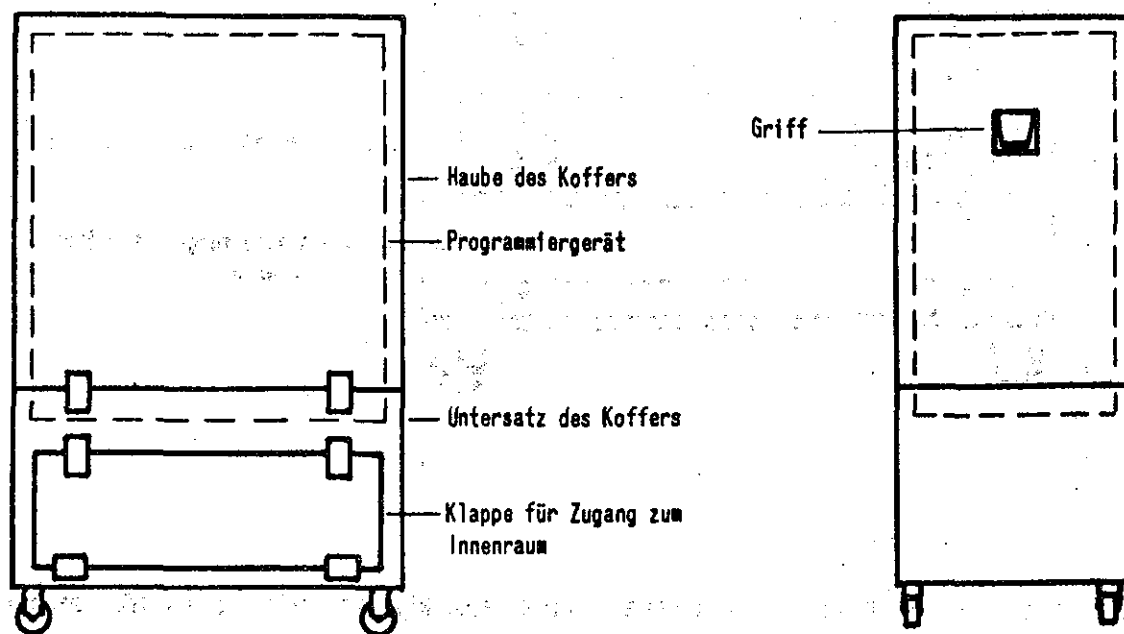 Griff
Haube des Koffers
Programmiergerät
Untersatz des Koffers
Klappe für Zugang zum
Innenraum